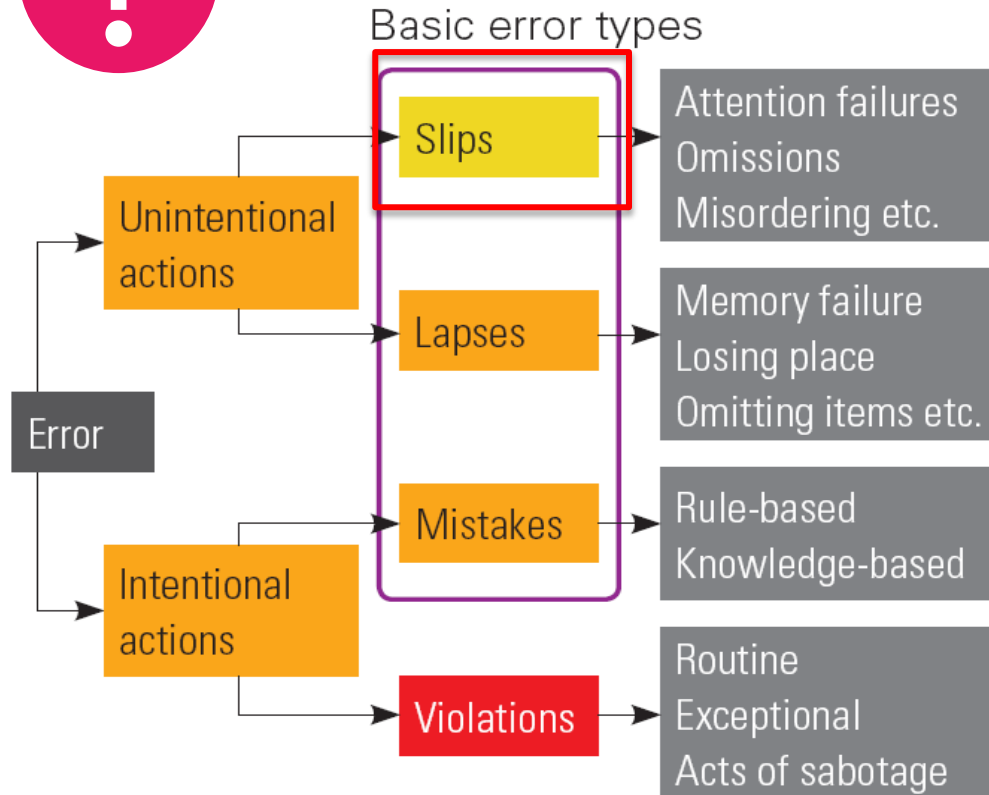 !
Basic error types
Slips
Attention failures
Omissions
Misordering etc.
Unintentional
actions
Lapses
Memory failure
Losing place
Omitting items etc.
Error
Mistakes
Rule-based
Knowledge-based
Intentional
actions
Violations
Routine
Exceptional
Acts of sabotage